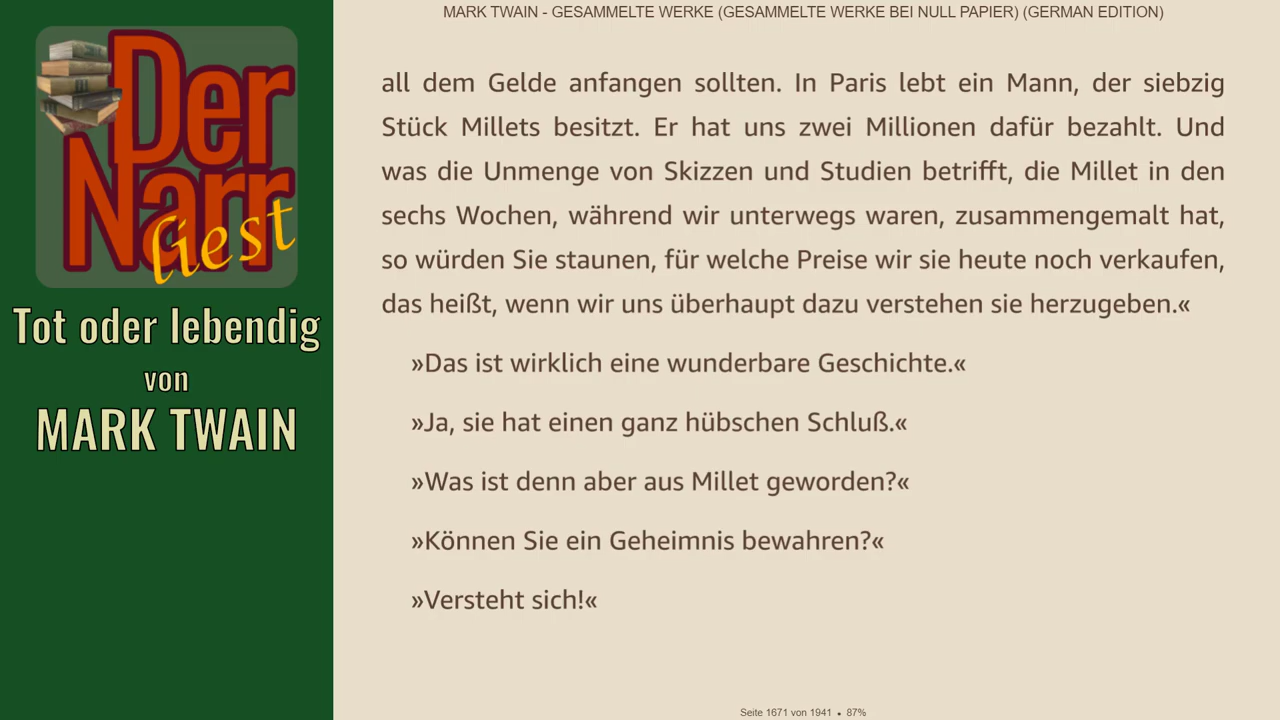 MARK TWAIN - GESAMMELTE WERKE (GESAMMELTE WERKE BEI NULL PAPIER) (GERMAN EDITION)
Der
Narr
liest
Tot oder lebendig
von
MARK TWAIN
all dem Gelde anfangen sollten. In Paris lebt ein Mann, der siebzig
Stück Millets besitzt. Er hat uns zwei Millionen dafür bezahlt. Und
was die Unmenge von Skizzen und Studien betrifft, die Millet in den
sechs Wochen, während wir unterwegs waren, zusammengemalt hat,
so würden Sie staunen, für welche Preise wir sie heute noch verkaufen,
das heißt, wenn wir uns überhaupt dazu verstehen sie herzugeben.«
»Das ist wirklich eine wunderbare Geschichte.«
»Ja, sie hat einen ganz hübschen Schluß.«
»Was ist denn aber aus Millet geworden?«
»Können Sie ein Geheimnis bewahren?«
»Versteht sich!«
Seite 1671 von 1941 • 87%